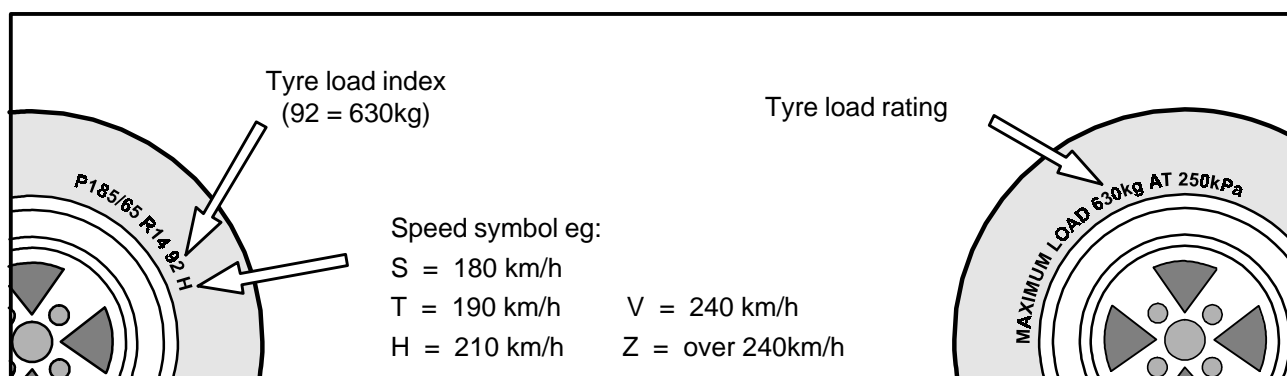 Tyre load index
(92 = 630kg)
Tyre load rating
P185/65 R14 92 H
MAXIMUM LOAD 630kg AT 250kPa
Speed symbol eg:
S = 180 km/h
T = 190 km/h V = 240 km/h
H = 210 km/h Z = over 240km/h